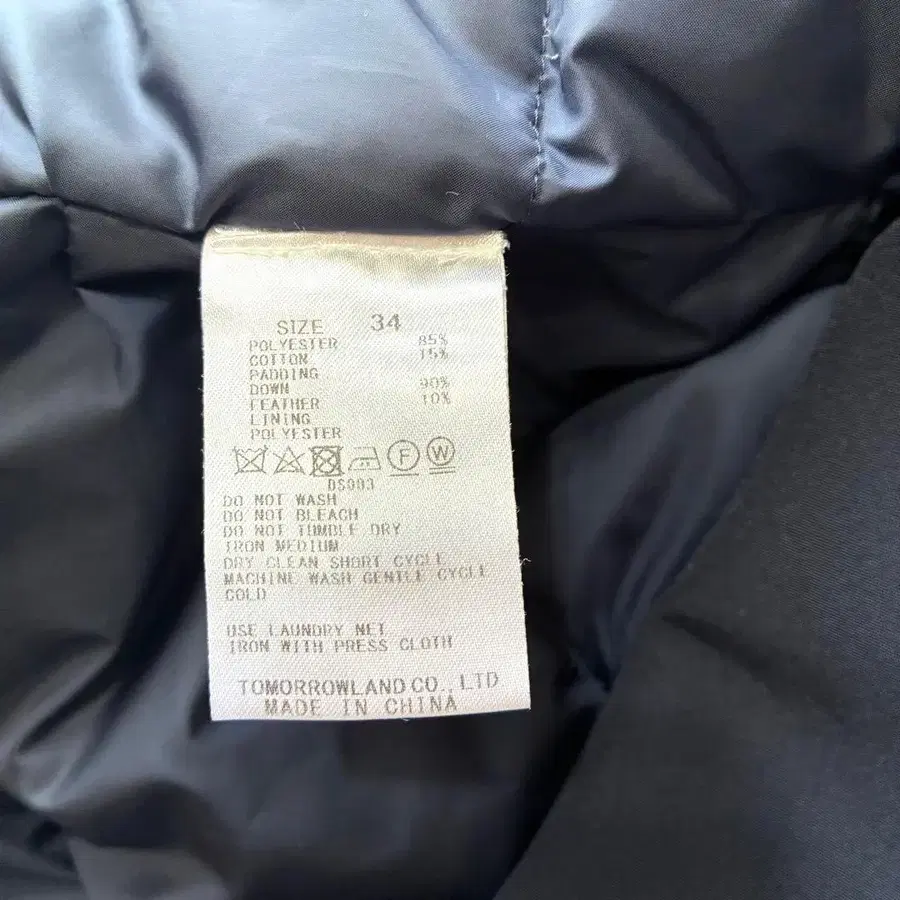 SIZE 34
POLYESTER 85%
COTTON 15%
PADDING
DOWN 90%
FEATHER 10%
LINING
POLYESTER
F W
DS003
DO NOT WASH
DO NOT BLEACH
DO NOT TUMBLE DRY
IRON MEDIUM
DRY CLEAN SHORT CYCLE
MACHINE WASH GENTLE CYCLE
COLD
USE LAUNDRY NET
IRON WITH PRESS CLOTH
TOMORROWLAND CO., LTD
MADE IN CHINA